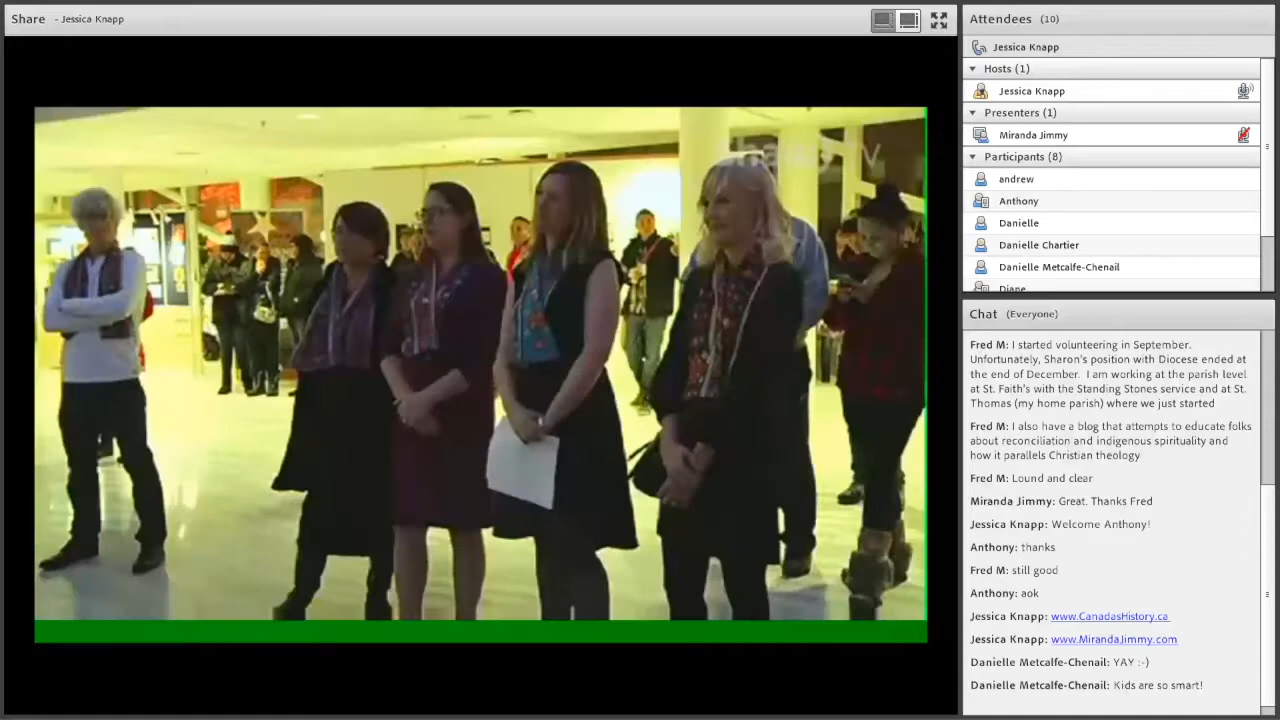 Share - Jessica Knapp
Attendees (10)
Jessica Knapp
Hosts (1)
Jessica Knapp
Presenters (1)
Miranda Jimmy
Participants (8)
andrew
Anthony
Danielle
Danielle Chartier
Danielle Metcalfe-Chenail
Diane
Chat (Everyone)
Fred M: I started volunteering in September.
Unfortunately, Sharon's position with Diocese ended at
the end of December. I am working at the parish level
at St. Faith's with the Standing Stones service and at St.
Thomas (my home parish) where we just started
Fred M: I also have a blog that attempts to educate folks
about reconciliation and indigenous spirituality and
how it parallels Christian theology
Fred M: Lound and clear
Miranda Jimmy: Great. Thanks Fred
Jessica Knapp: Welcome Anthony!
Anthony: thanks
Fred M: still good
Anthony: aok
Jessica Knapp: www.CanadasHistory.ca
Jessica Knapp: www.MirandaJimmy.com
Danielle Metcalfe-Chenail: YAY :-)
Danielle Metcalfe-Chenail: Kids are so smart!